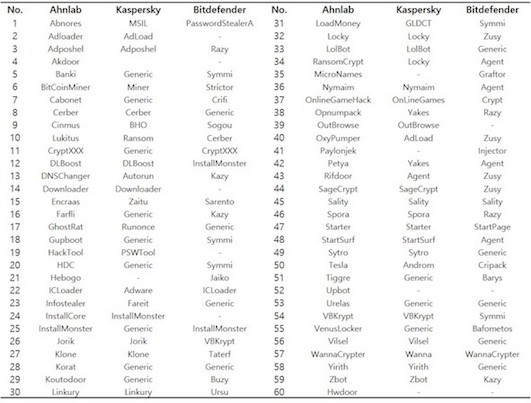 No. Ahnlab Kaspersky Bitdefender No. Ahnlab Kaspersky Bitdefender
1 Abnores MSIL PasswordStealerA 31 LoadMoney GLDCT Symmi
2 Adloader AdLoad - 32 Locky Locky Zusy
3 Adposhel Adposhel Razy 33 LolBot LolBot Generic
4 Akdoor - 34 RansomCrypt Locky Agent
5 Banki Generic Symmi 35 MicroNames - Graftor
6 BitCoinMiner Miner Strictor 36 Nymaim Nymaim Agent
7 Cabonet Generic Crifi 37 OnlineGameHack OnLineGames Crypt
8 Cerber Cerber Generic 38 Opnumpack Yakes Razy
9 Cinmus BHO Sogou 39 OutBrowse OutBrowse -
10 Lukitus Ransom Cerber 40 OxyPumper AdLoad Zusy
11 CryptXXX Generic CryptXXX 41 Paylonjek - Injector
12 DLBoost DLBoost InstallMonster 42 Petya Yakes Agent
13 DNSChanger Autorun Kazy 43 Rifdoor Agent Zusy
14 Downloader Downloader - 44 SageCrypt SageCrypt Zusy
15 Encraas Zaitu Sarento 45 Sality Sality Sality
16 Farfli Generic Kazy 46 Spora Spora Razy
17 GhostRat Runonce Generic 47 Starter Starter StartPage
18 Gupboot Generic Symmi 48 StartSurf StartSurf Agent
19 HackTool PSWTool - 49 Sytro Sytro Generic
20 HDC Generic Symmi 50 Tesla Androm Cripack
21 Hebogo - Jaiko 51 Tiggre Generic Barys
22 ICLoader Adware ICLoader 52 Upbot - -
23 Infostealer Fareit Generic 53 Urelas Generic Generic
24 InstallCore InstallMonster - 54 VBKrypt VBKrypt Symmi
25 InstallMonster Generic InstallMonster 55 VenusLocker Generic Bafometos
26 Jorik Jorik VBKrypt 56 Vilsel Vilsel Generic
27 Klone Klone Taterf 57 WannaCrypter Wanna WannaCrypter
28 Korat Generic Generic 58 Yirith Yirith Generic
29 Koutodoor Generic Buzy 59 Zbot Zbot Kazy
30 Linkury Linkury Ursu 60 Hwdoor - -